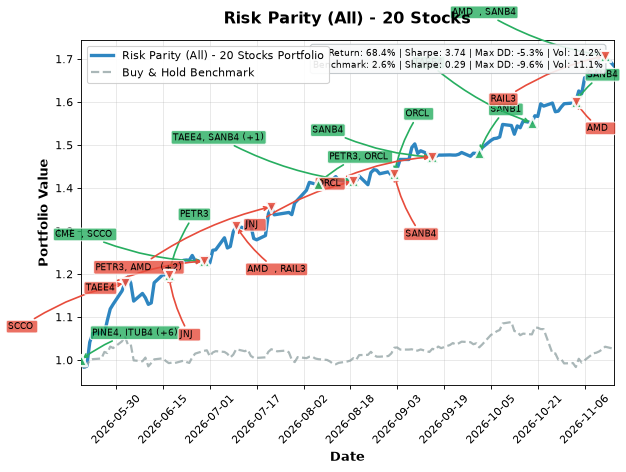 Risk Parity (All) - 20 Stocks
AMD , SANB4
Risk Parity (All) - 20 Stocks Portfolio
Buy & Hold Benchmark
Return: 68.4% | Sharpe: 3.74 | Max DD: -5.3% | Vol: 14.2%
Benchmark: 2.6% | Sharpe: 0.29 | Max DD: -9.6% | Vol: 11.1%
SANB4
RAIL3
SANB1
ORCL
AMD
SANB4
TAEE4, SANB4 (+1)
PETR3, ORCL
ORCL
PETR3
JNJ
SANB4
CME , SCCO
PETR3, AMD (+2)
AMD , RAIL3
TAEE4
SCCO
PINE4, ITUB4 (+6)
JNJ
Portfolio Value
1.7
1.6
1.5
1.4
1.3
1.2
1.1
1.0
2026-05-30
2026-06-15
2026-07-01
2026-07-17
2026-08-02
2026-08-18
2026-09-03
2026-09-19
2026-10-05
2026-10-21
2026-11-06
Date